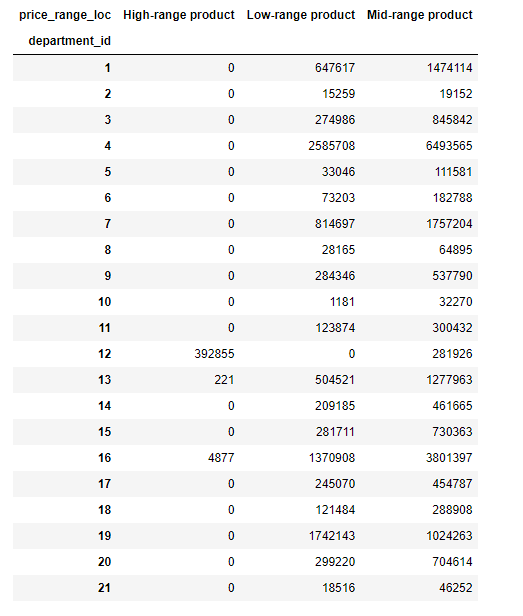 price_range_loc High-range product Low-range product Mid-range product
department_id
1 0 647617 1474114
2 0 15259 19152
3 0 274986 845842
4 0 2585708 6493565
5 0 33046 111581
6 0 73203 182788
7 0 814697 1757204
8 0 28165 64895
9 0 284346 537790
10 0 1181 32270
11 0 123874 300432
12 392855 0 281926
13 221 504521 1277963
14 0 209185 461665
15 0 281711 730363
16 4877 1370908 3801397
17 0 245070 454787
18 0 121484 288908
19 0 1742143 1024263
20 0 299220 704614
21 0 18516 46252